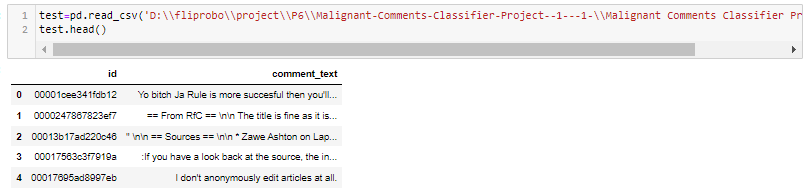 1 test=pd.read_csv('D:\\fliprobo\\project\\P6\\Malignant-Comments-Classifier-Project--1---1-\\Malignant Comments Classifier Pr
2 test.head()
id comment_text
0 00001cee341fdb12 Yo bitch Ja Rule is more succesful then you'll...
1 0000247867823ef7 == From RfC == \n\n The title is fine as it is...
2 00013b17ad220c46 " \n\n == Sources == \n\n * Zawe Ashton on Lap...
3 00017563c3f7919a :If you have a look back at the source, the in...
4 00017695ad8997eb I don't anonymously edit articles at all.